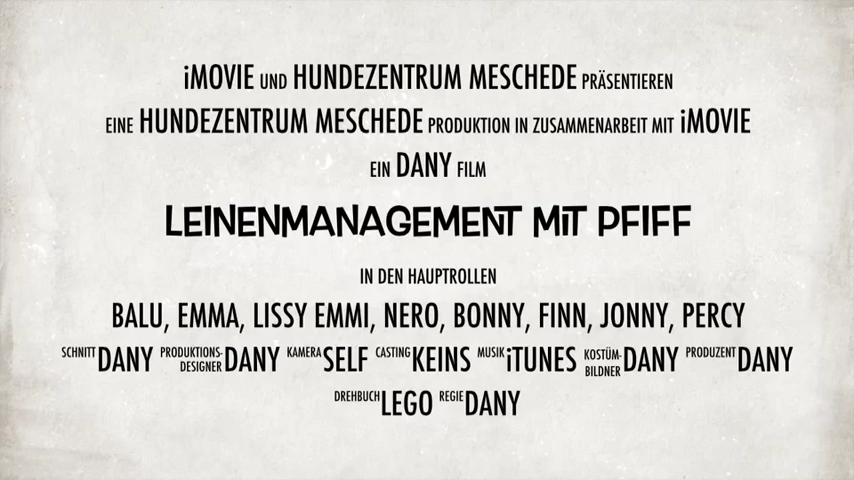 iMOVIE UND HUNDEZENTRUM MESCHEDE PRÄSENTIEREN
EINE HUNDEZENTRUM MESCHEDE PRODUKTION IN ZUSAMMENARBEIT MIT iMOVIE
EIN DANY FILM
LEINENMANAGEMENT MIT PFIFF
IN DEN HAUPTROLLEN
BALU, EMMA, LISSY EMMI, NERO, BONNY, FINN, JONNY, PERCY
SCHNITT DANY PRODUKTIONS-DESIGNER DANY KAMERA SELF CASTING KEINS MUSIK iTUNES KOSTÜM-BILDNER DANY PRODUZENT DANY
DREHBUCH LEGO REGIE DANY